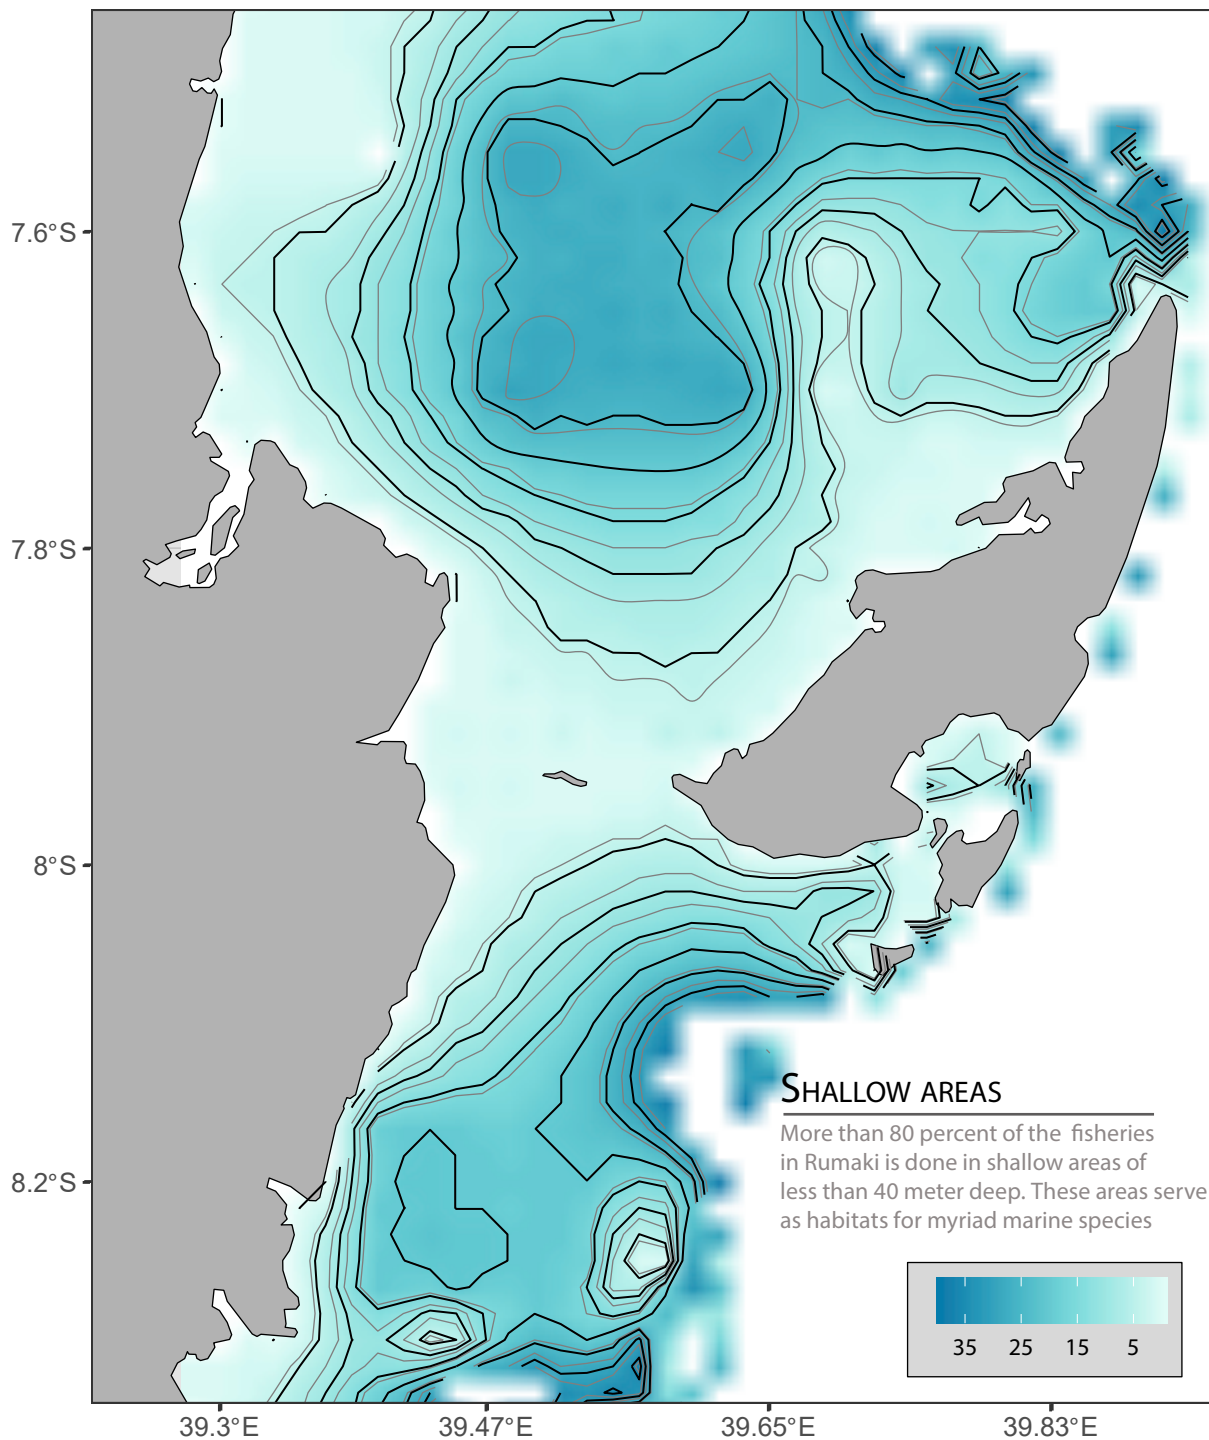 7.6°S
7.8°S
8°S
8.2°S
SHALLOW AREAS
More than 80 percent of the fisheries
in Rumaki is done in shallow areas of
less than 40 meter deep. These areas serve
as habitats for myriad marine species
35 25 15 5
39.3°E 39.47°E 39.65°E 39.83°E